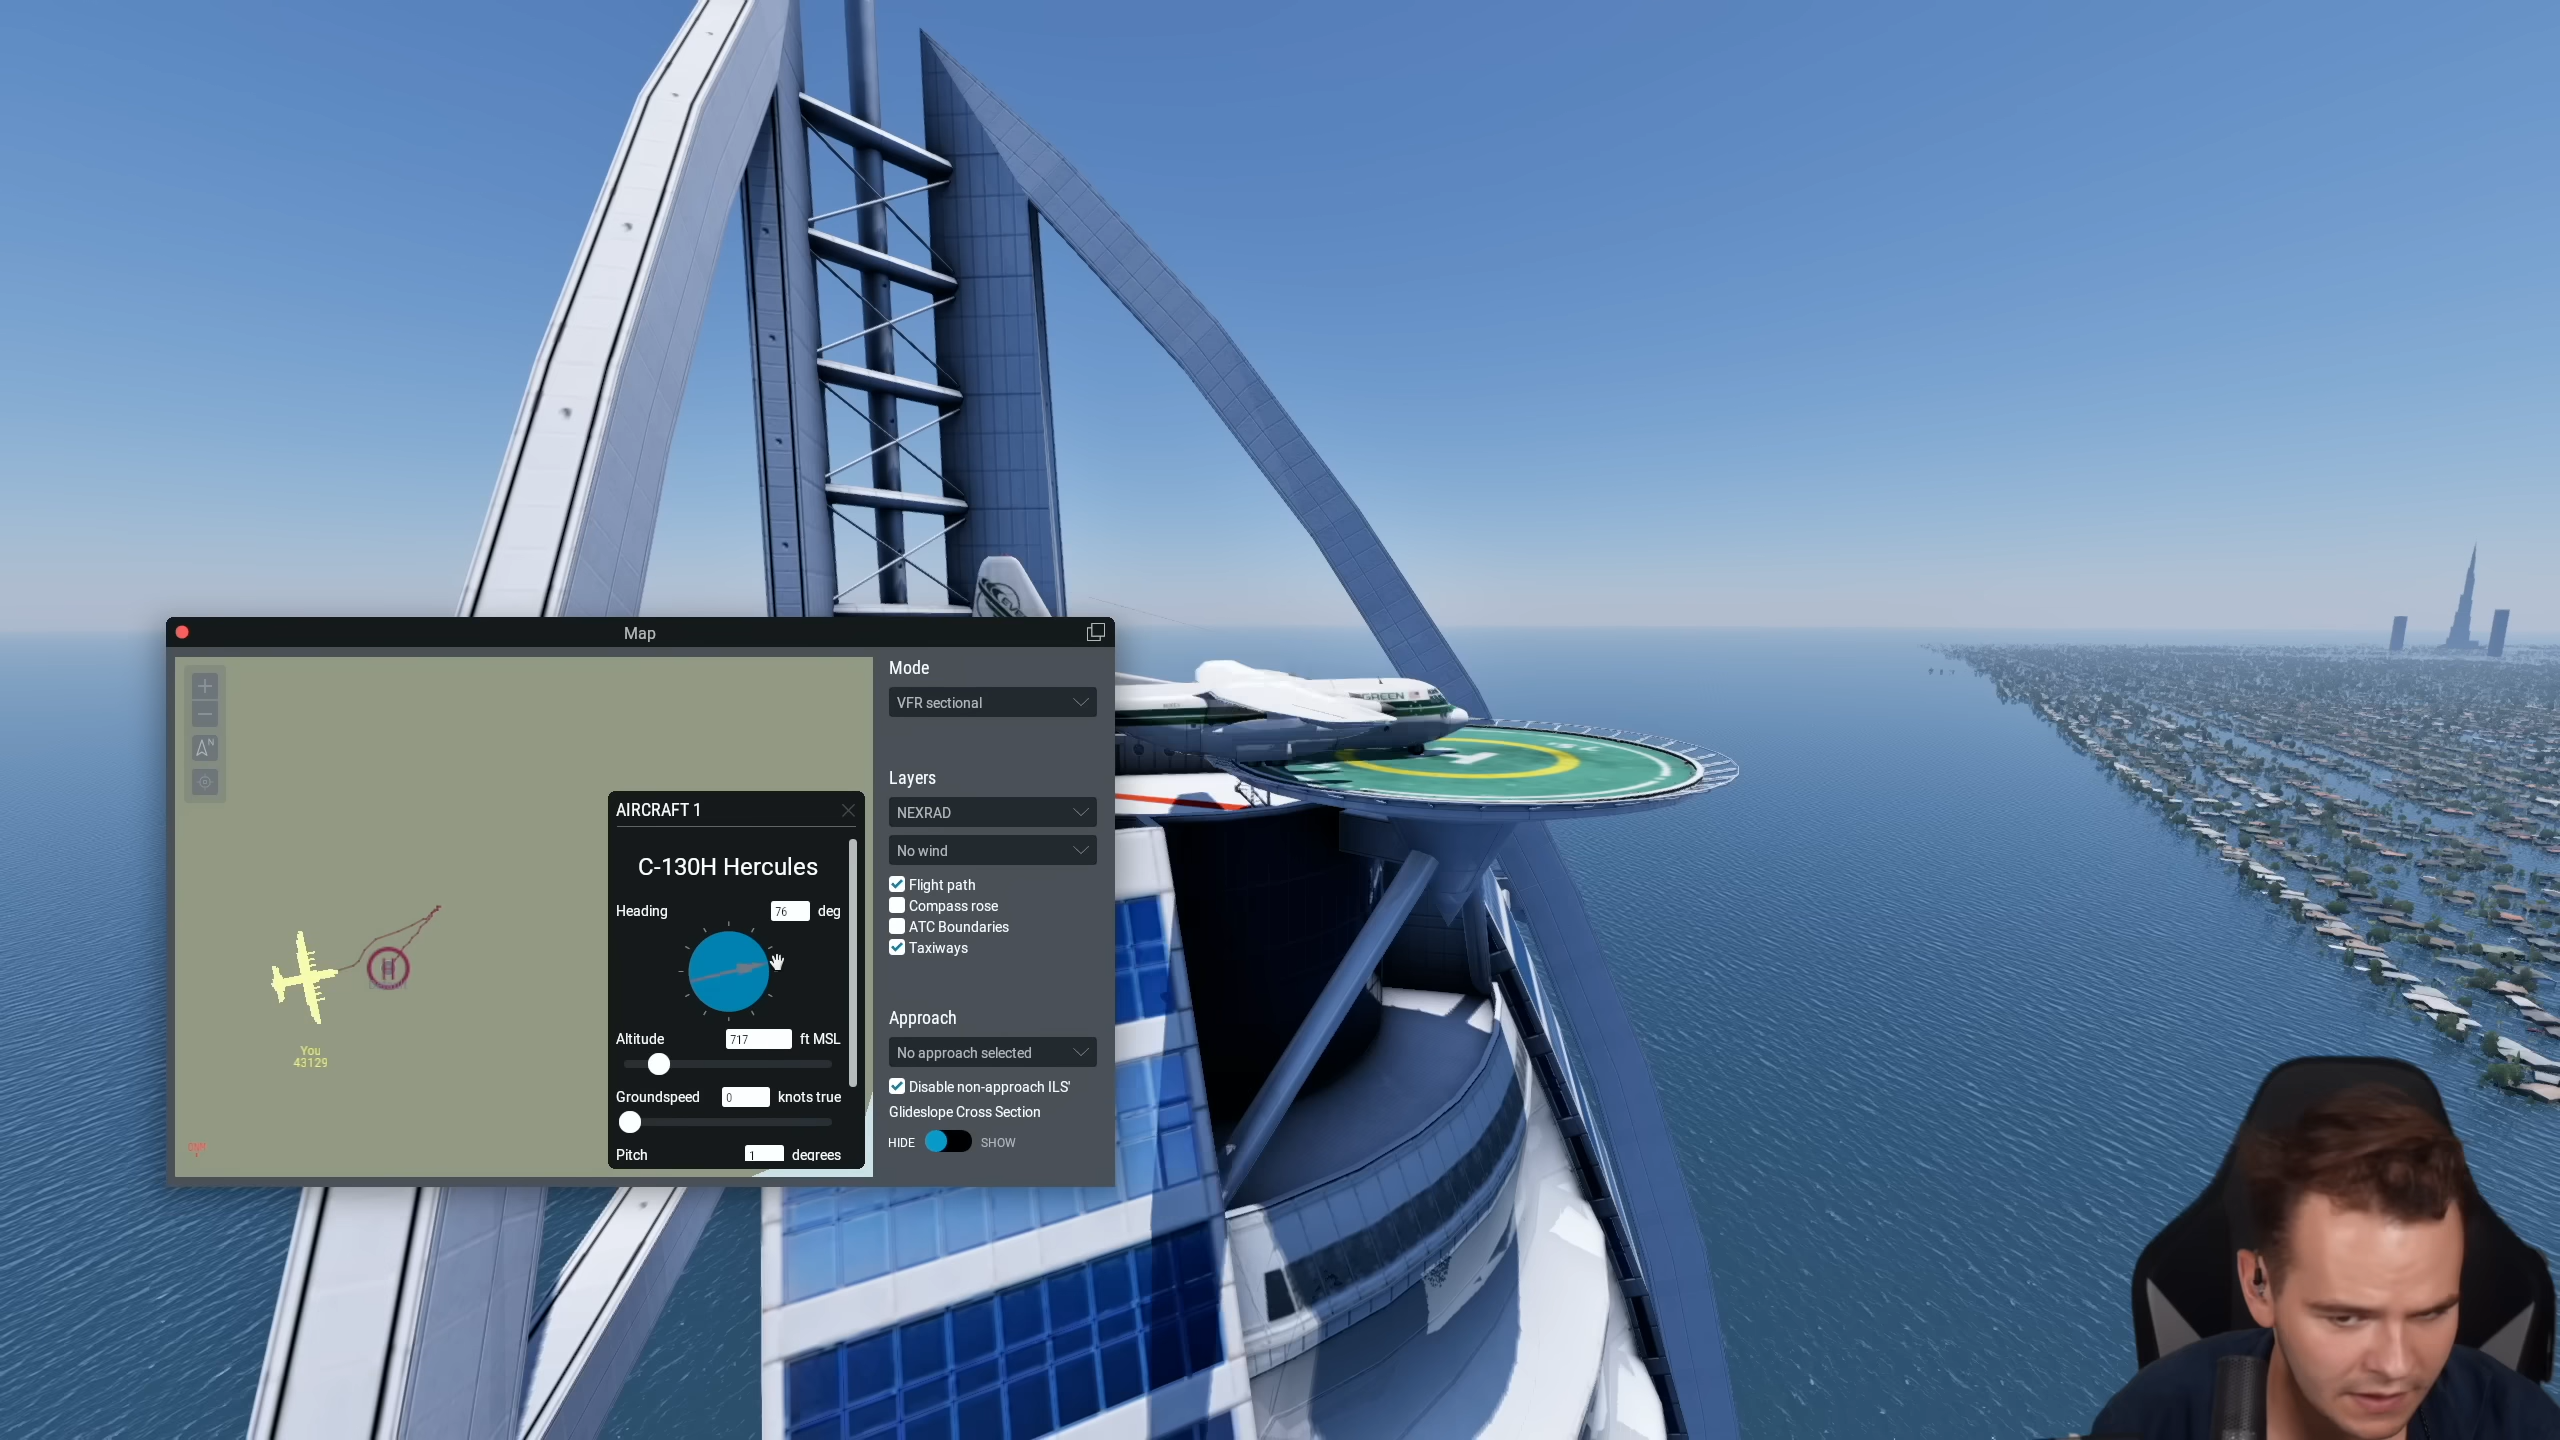 Map
Mode
VFR sectional
Layers
NEXRAD
No wind
Flight path
Compass rose
ATC Boundaries
Taxiways
Approach
No approach selected
Disable non-approach ILS'
Glideslope Cross Section
HIDE SHOW
AIRCRAFT 1
C-130H Hercules
Heading 76 deg
Altitude 717 ft MSL
Groundspeed 0 knots true
Pitch 1 degrees
You
43129
N
H
GREEN
H